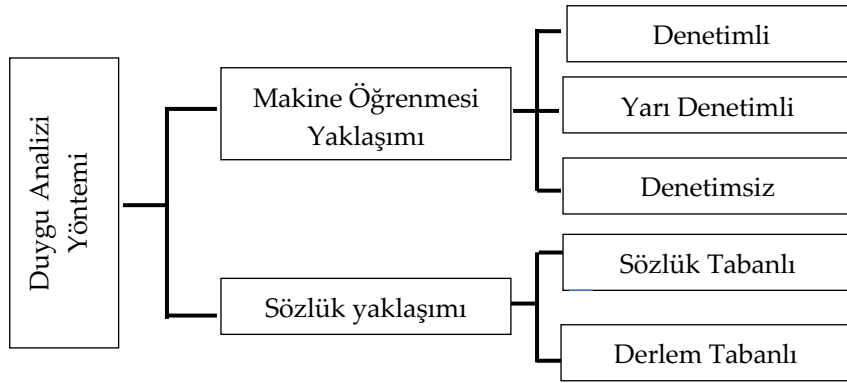 Duygu Analizi
Yöntemi
Makine Öğrenmesi
Yaklaşımı
Denetimli
Yarı Denetimli
Denetimsiz
Sözlük yaklaşımı
Sözlük Tabanlı
Derlem Tabanlı